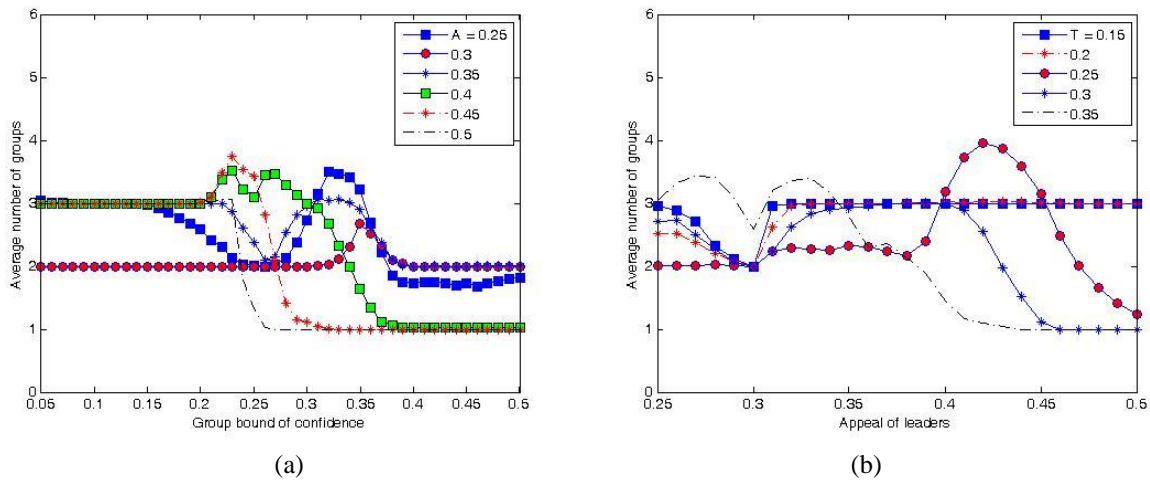 6
5
4
3
2
1
0
Average number of groups
0.05 0.1 0.15 0.2 0.25 0.3 0.35 0.4 0.45 0.5
Group bound of confidence
A = 0.25
0.3
0.35
0.4
0.45
0.5
(a)
6
5
4
3
2
1
0
Average number of groups
0.25 0.3 0.35 0.4 0.45 0.5
Appeal of leaders
T = 0.15
0.2
0.25
0.3
0.35
(b)